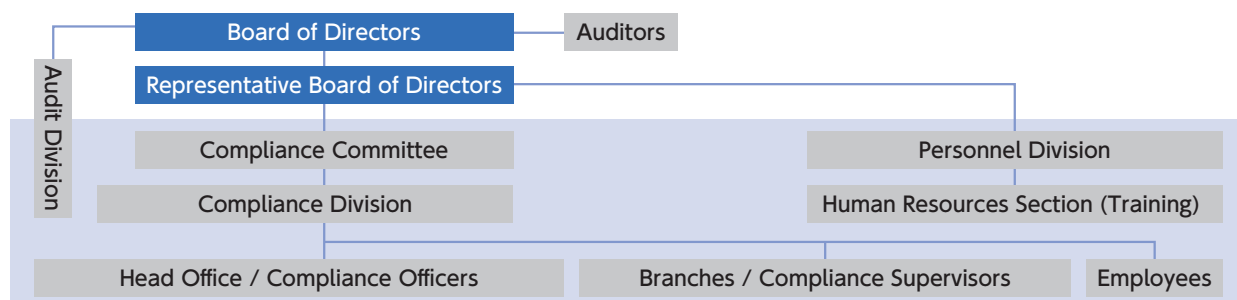 Board of Directors
Auditors
Audit Division
Representative Board of Directors
Compliance Committee
Personnel Division
Compliance Division
Human Resources Section (Training)
Head Office / Compliance Officers
Branches / Compliance Supervisors
Employees